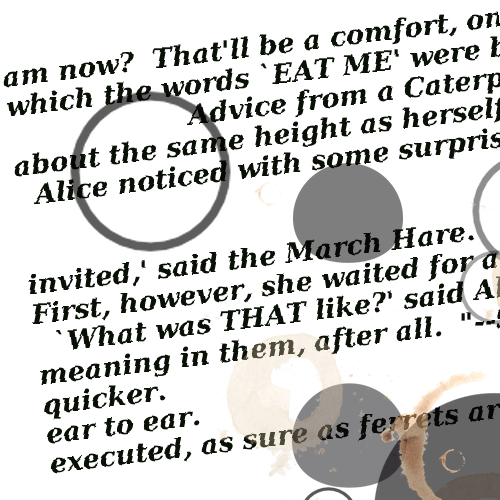 am now? That'll be a comfort, on
which the words `EAT ME' were b
Advice from a Caterp
about the same height as herself
Alice noticed with some surpris
invited,' said the March Hare.
First, however, she waited for a
`What was THAT like?' said Al
meaning in them, after all. "--S
quicker.
ear to ear.
executed, as sure as ferrets ar